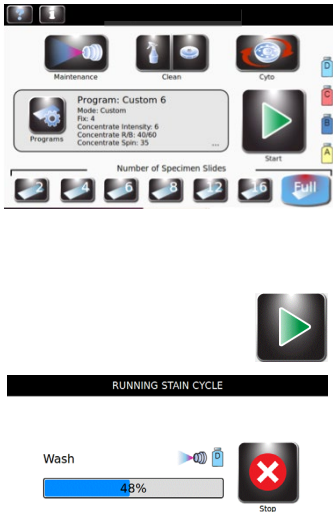 ? i
Maintenance
Clean
Cyto
D
C
B
A
Program: Custom 6
Mode: Custom
Fix: 4
Concentrate Intensity: 6
C40centrate R/B: 40/60
Concentrate Spin: 35
...
Programs
Start
Number of Specimen Slides
2 4 6 8 12 16 Full
RUNNING STAIN CYCLE
Wash D
48%
Stop